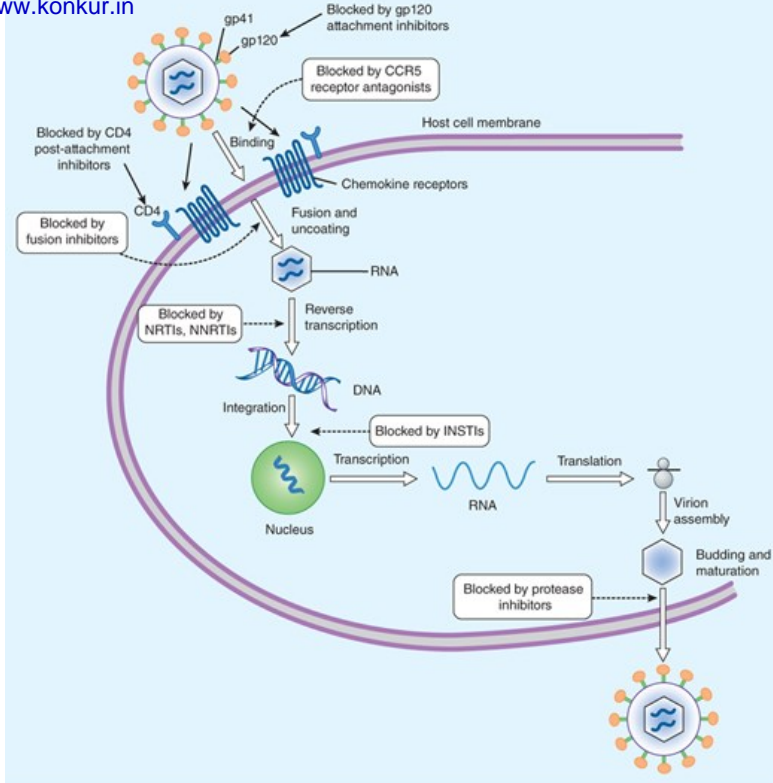 www.konkur.in
gp41
gp120
Blocked by gp120
attachment inhibitors
Blocked by CCR5
receptor antagonists
Host cell membrane
Blocked by CD4
post-attachment
inhibitors
Binding
Chemokine receptors
CD4
Blocked by
fusion inhibitors
Fusion and
uncoating
RNA
Blocked by
NRTIs, NNRTIs
Reverse
transcription
DNA
Integration
Blocked by INSTIs
Nucleus
Transcription
RNA
Translation
Virion
assembly
Budding and
maturation
Blocked by protease
inhibitors